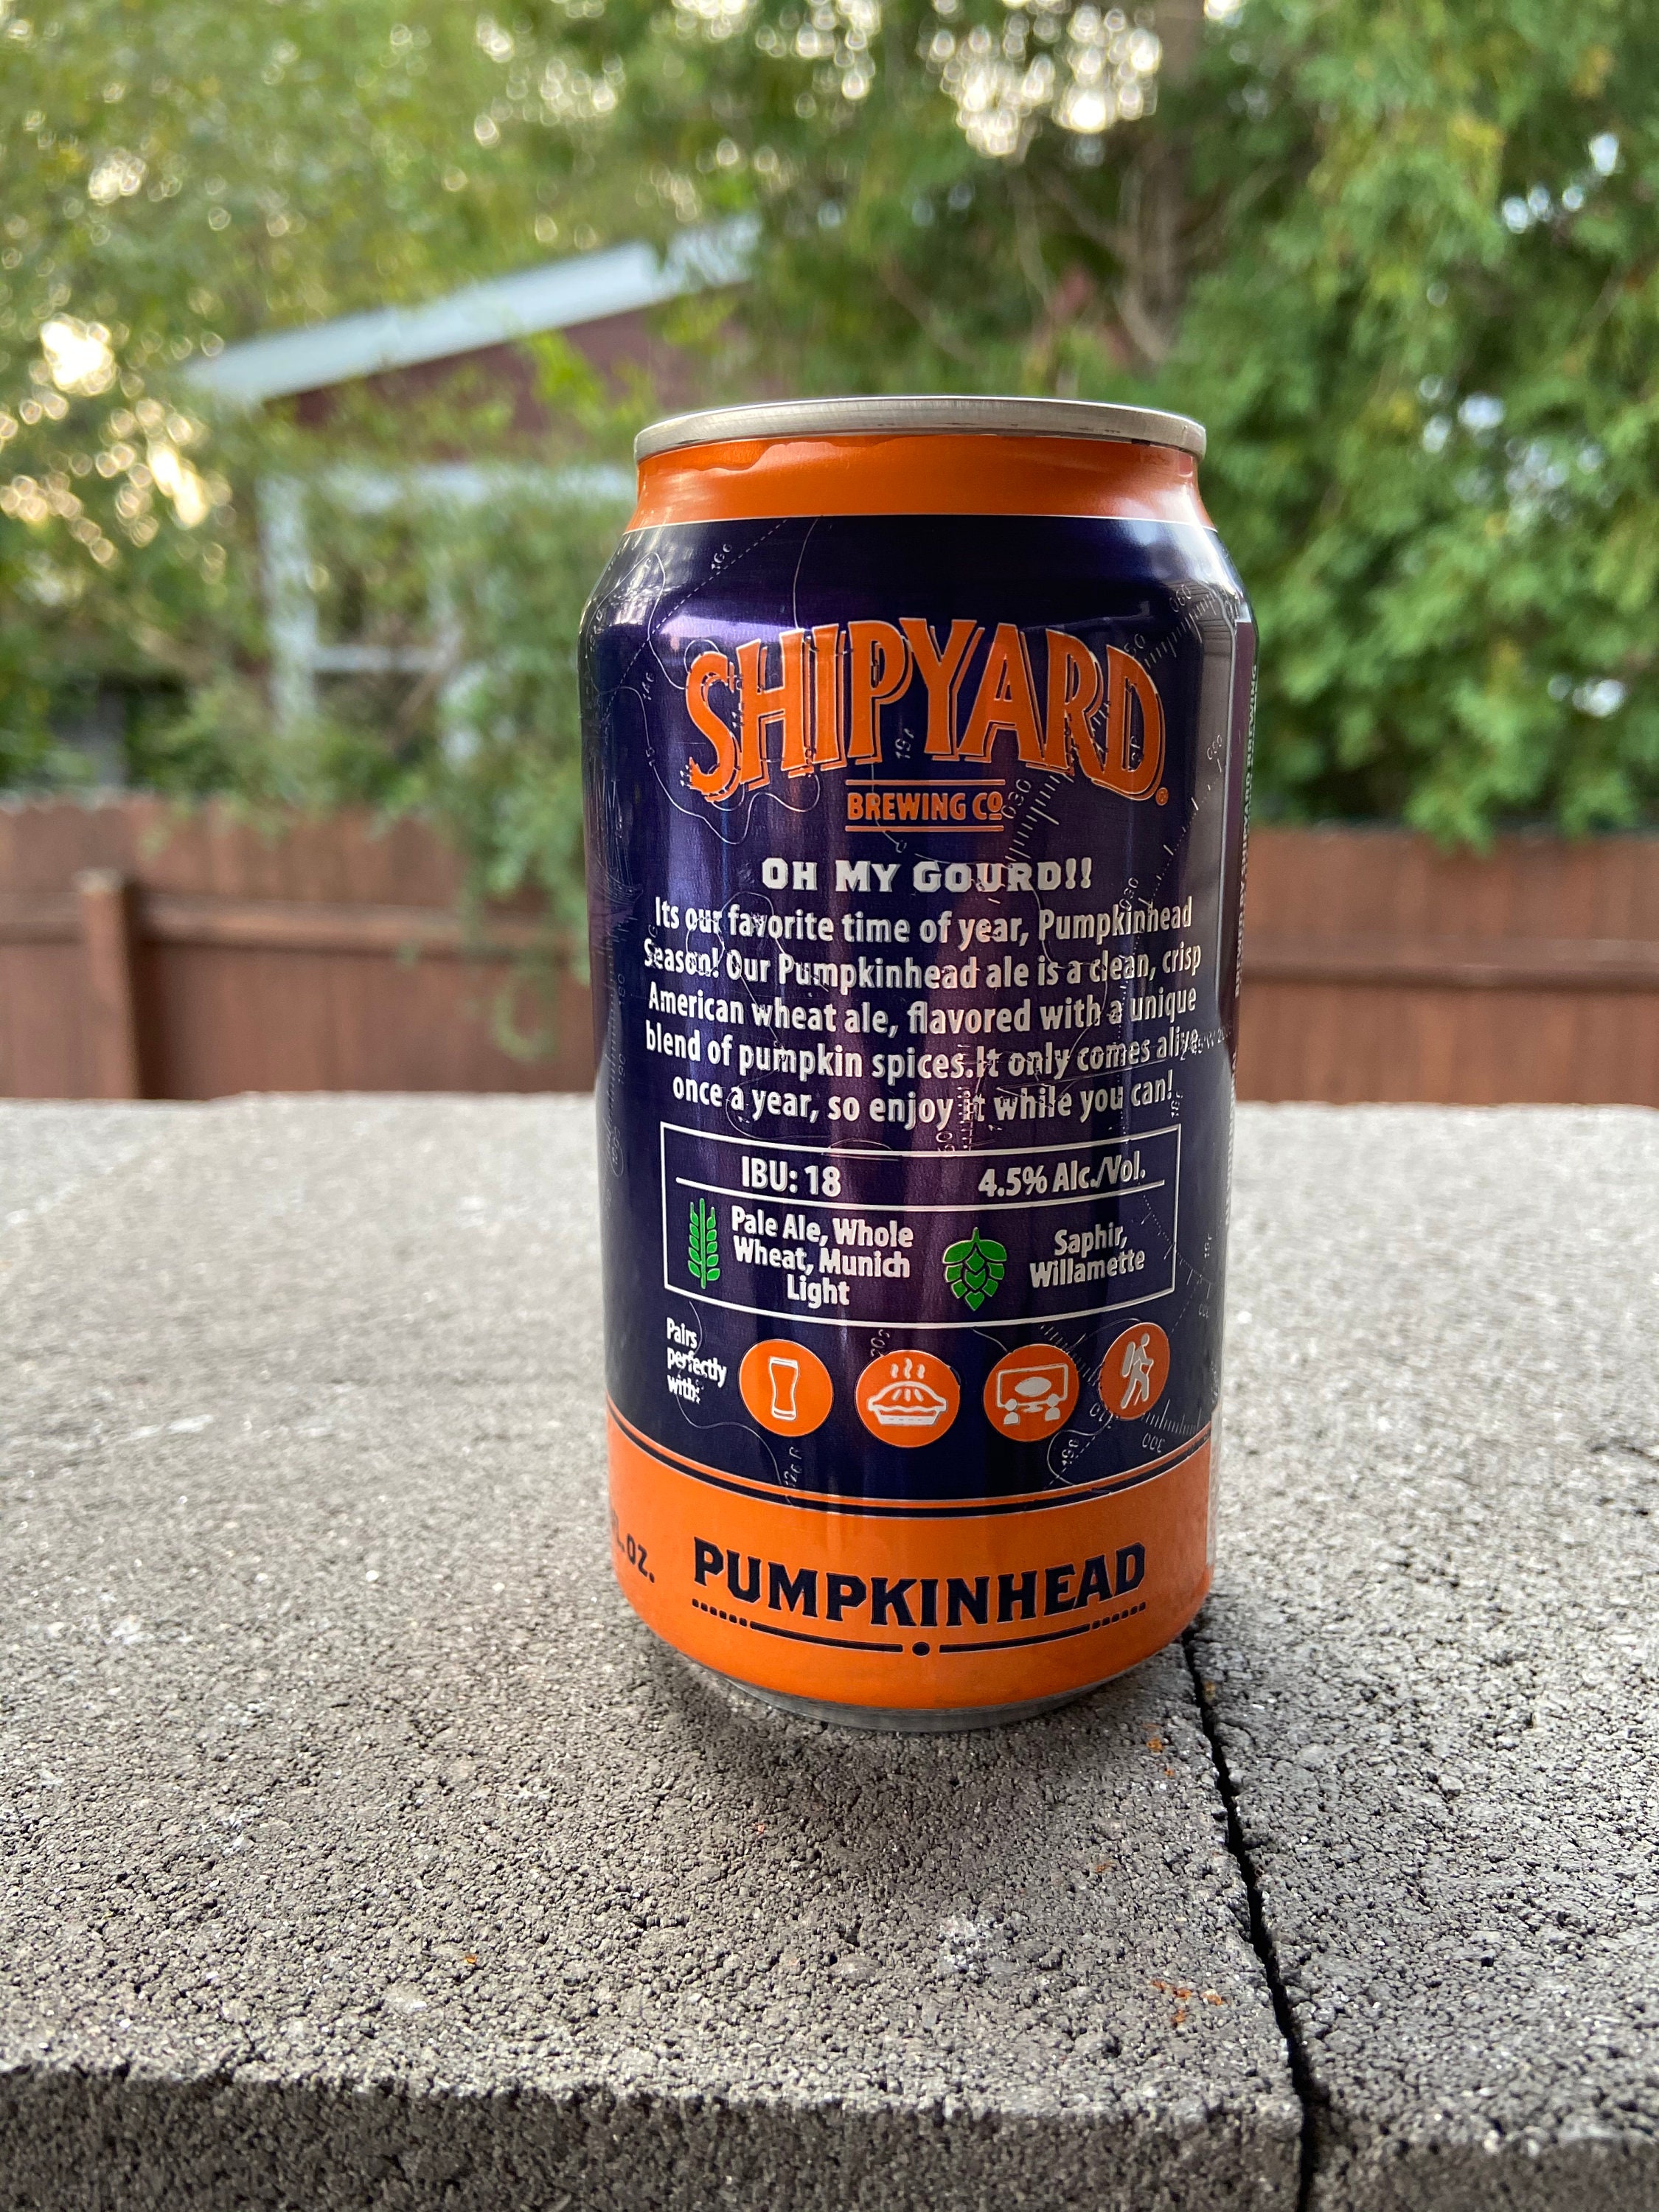 SHIPYARD
BREWING CO
OH MY GOURD!!
Its our favorite time of year, Pumpkinhead
Season! Our Pumpkinhead ale is a clean, crisp
American wheat ale, flavored with a unique
blend of pumpkin spices.It only comes alive
once a year, so enjoy it while you can!
IBU: 18 4.5% Alc./Vol.
Pale Ale, Whole
Wheat, Munich
Light
Saphir,
Willamette
Pairs
perfectly
with:
OZ.
PUMPKINHEAD